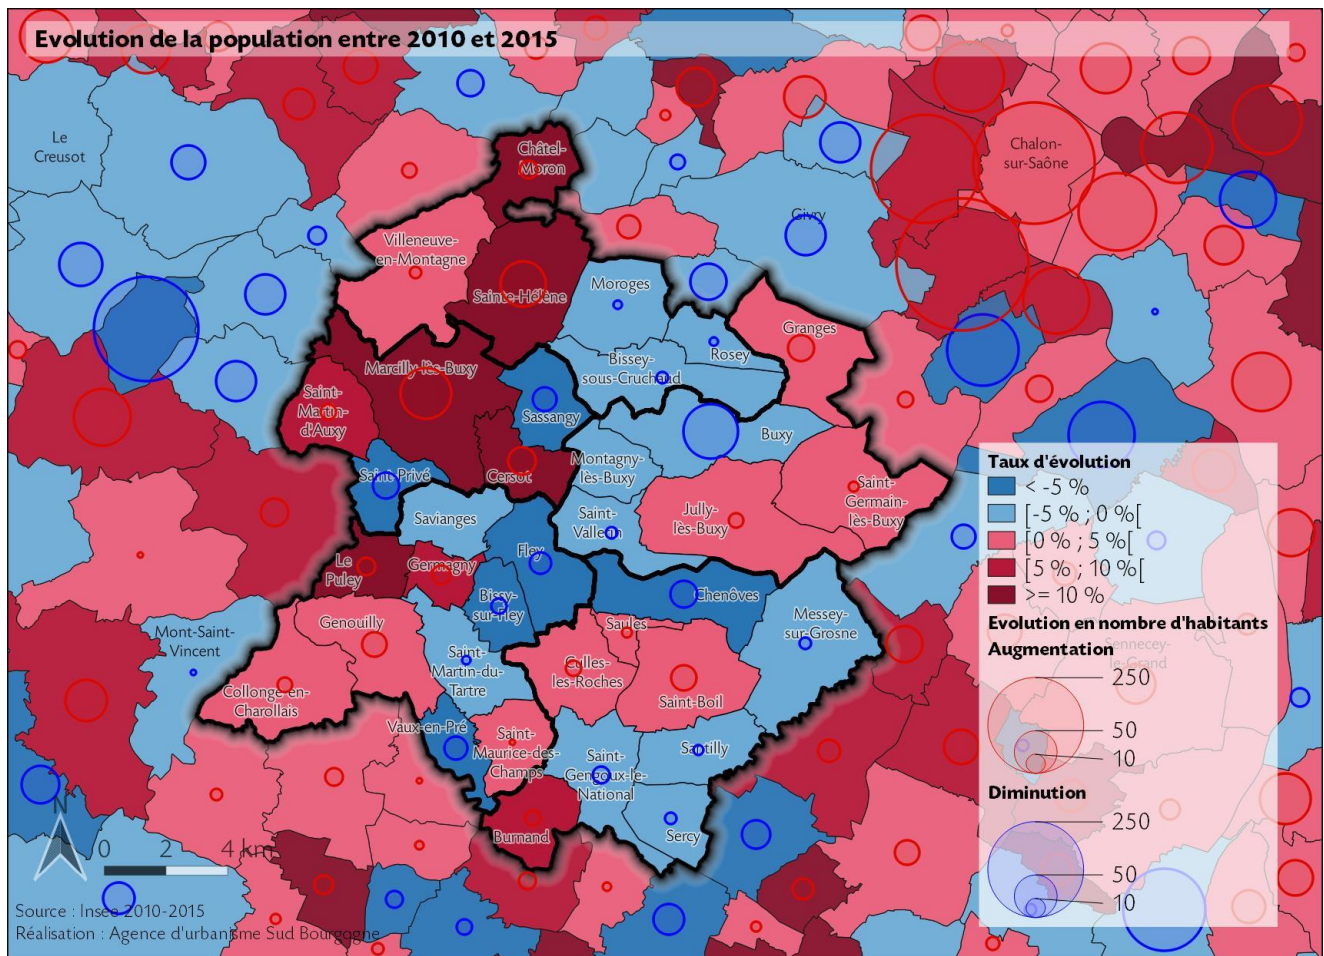 Evolution de la population entre 2010 et 2015
Le
Creusot
Châtel-
Moron
Chalon-
sur-Saône
Givry
Villeneuve-
en-Montagne
Sainte-Hélène
Moroges
Granges
Rosey
Bissey-
sous-Cruchaud
Marcilly-lès-Buxy
Saint-
Martin-
d'Auxy
Sassangy
Buxy
Montagny-
lès-Buxy
Saint-Privé
Cersot
Saint-
Germain-
lès-Buxy
Jully-
lès-Buxy
Savianges
Saint-
Vallerin
Fley
Le
Puley
Germagny
Bissy-
sur-Fley
Chenôves
Messey-
sur-Grosne
Mont-Saint-
Vincent
Genouilly
Saules
Saint-
Martin-du-
Tartre
Culles-
les-Roches
Collonge-en-
Charollais
Saint-Boil
Vaux-en-Pré
Saint-
Maurice-des-
Champs
Saint-
Gengoux-le-
National
Santilly
Burnand
Sercy
Taux d'évolution
< -5 %
[-5 % ; 0 %[
[0 % ; 5 %[
[5 % ; 10 %[
>= 10 %
Evolution en nombre d'habitants
Sennecey-
le-Grand
Augmentation
250
50
10
Diminution
250
50
10
N
0 2 4 km
Source : Insee 2010-2015
Réalisation : Agence d'urbanisme Sud Bourgogne